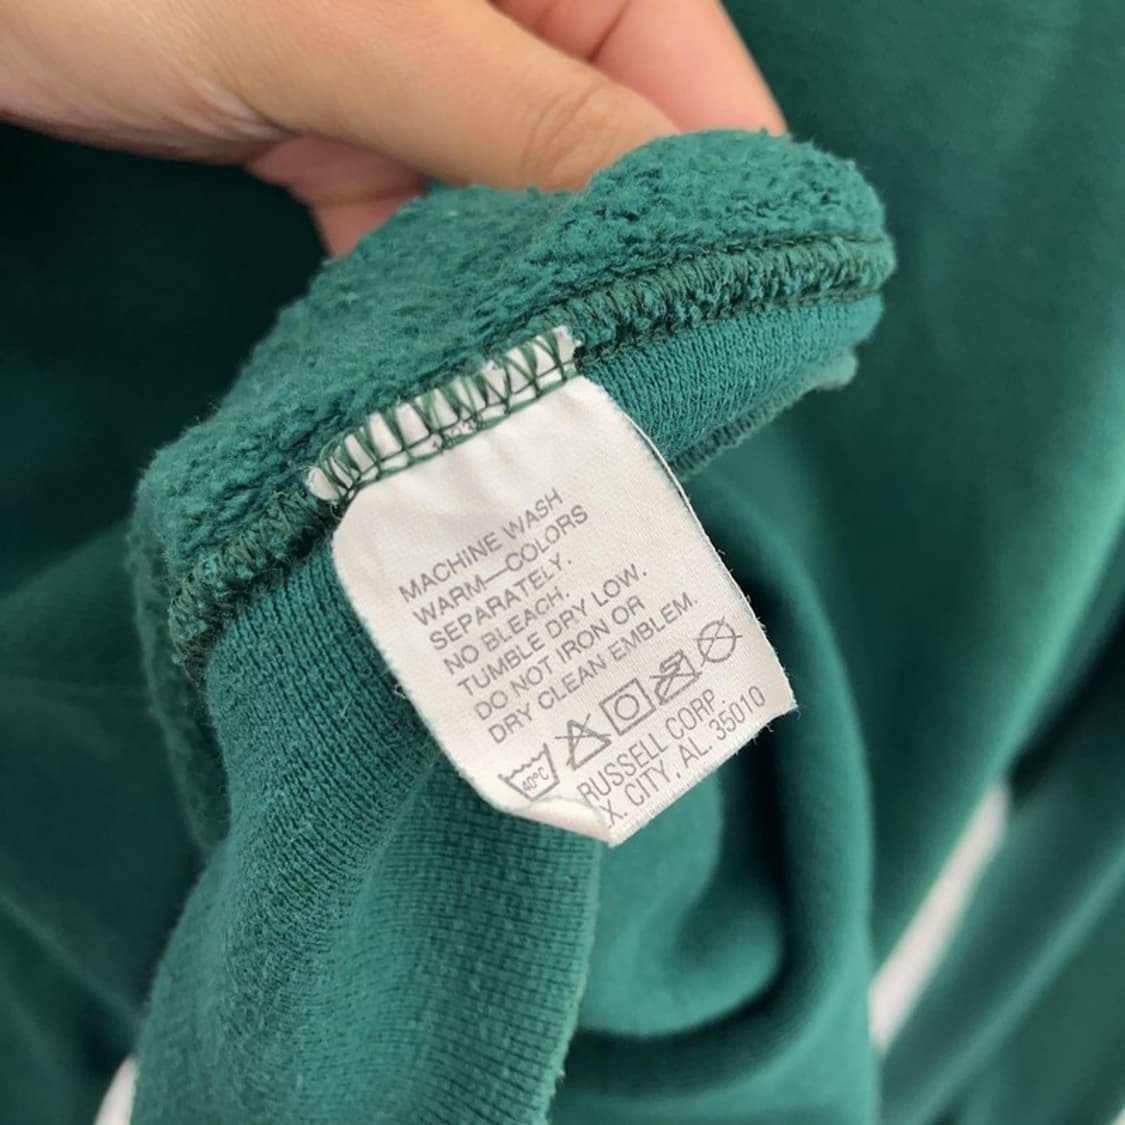 MACHINE WASH
WARM—COLORS
SEPARATELY.
NO BLEACH.
TUMBLE DRY LOW.
DO NOT IRON OR
DRY CLEAN EMBLEM.
40°C
RUSSELL CORP.
X. CITY, AL. 35010